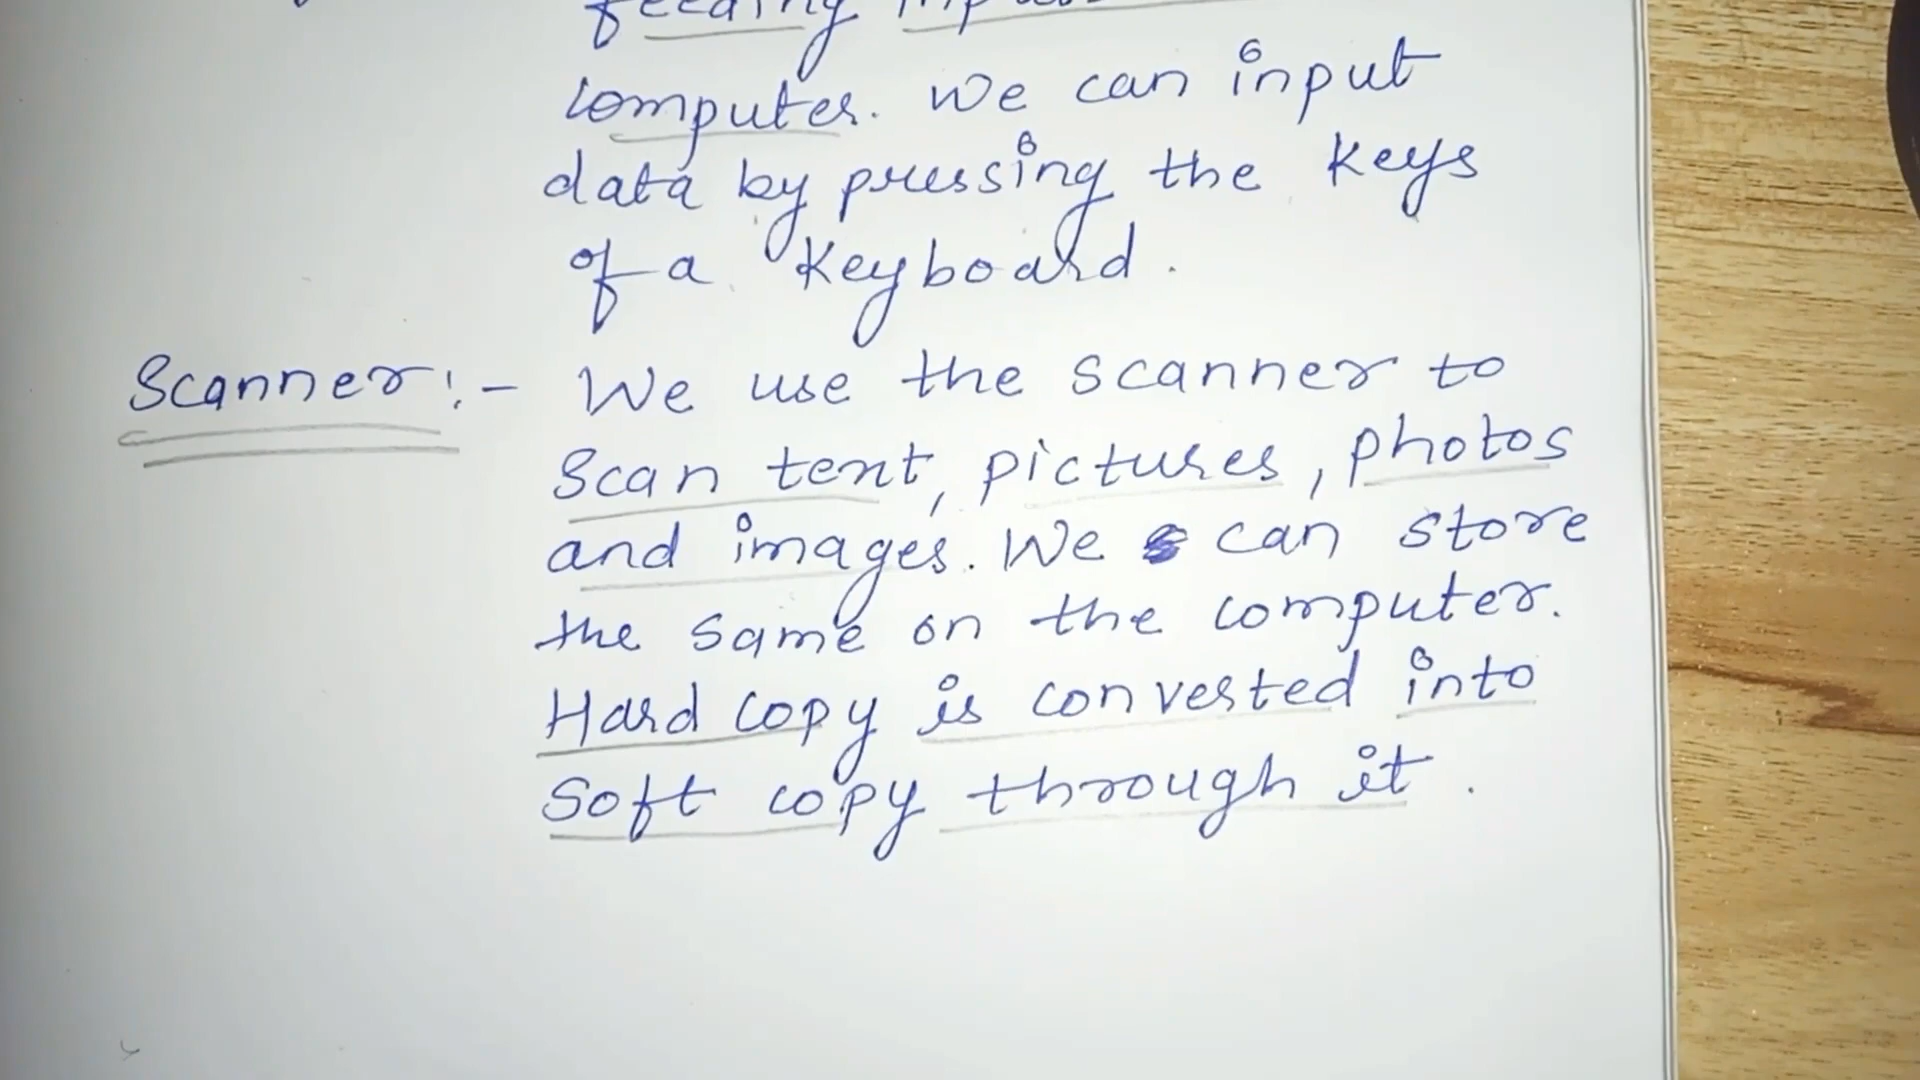 feeding
computer. We can input
data by pressing the keys
of a Keyboard.
Scanner:- We use the scanner to
Scan text, pictures, photos
and images. We can store
the same on the computer.
Hard copy is converted into
Soft copy through it.